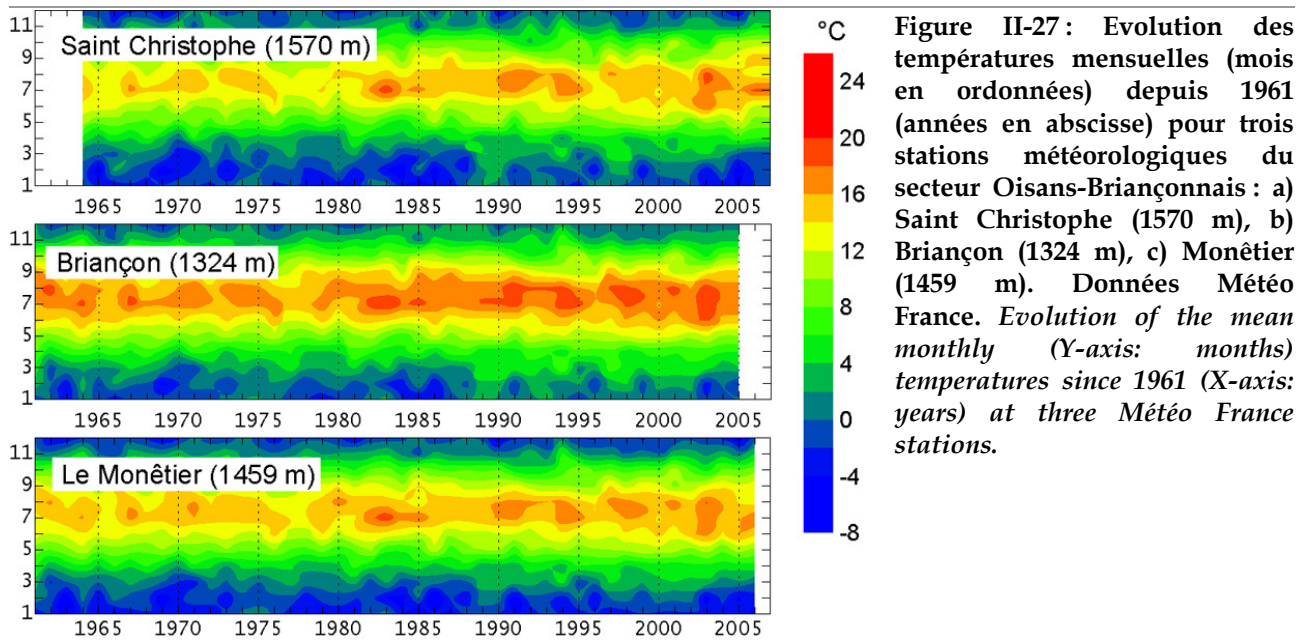 11
9
7
5
3
1
Saint Christophe (1570 m)
1965 1970 1975 1980 1985 1990 1995 2000 2005
11
9
7
5
3
1
Briançon (1324 m)
1965 1970 1975 1980 1985 1990 1995 2000 2005
11
9
7
5
3
1
Le Monêtier (1459 m)
1965 1970 1975 1980 1985 1990 1995 2000 2005
°C
24
20
16
12
8
4
0
-4
-8
Figure II-27 : Evolution des
températures mensuelles (mois
en ordonnées) depuis 1961
(années en abscisse) pour trois
stations météorologiques du
secteur Oisans-Briançonnais : a)
Saint Christophe (1570 m), b)
Briançon (1324 m), c) Monêtier
(1459 m). Données Météo
France. Evolution of the mean
monthly (Y-axis: months)
temperatures since 1961 (X-axis:
years) at three Météo France
stations.